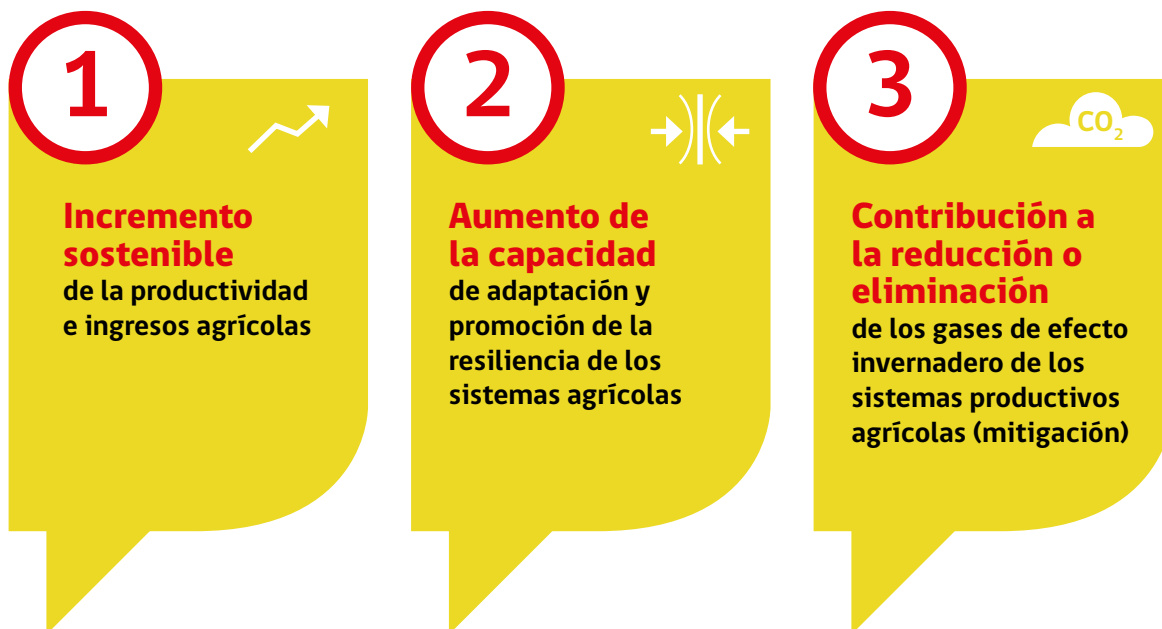 1
Incremento
sostenible
de la productividad
e ingresos agrícolas
2
Aumento de
la capacidad
de adaptación y
promoción de la
resiliencia de los
sistemas agrícolas
3
CO₂
Contribución a
la reducción o
eliminación
de los gases de efecto
invernadero de los
sistemas productivos
agrícolas (mitigación)